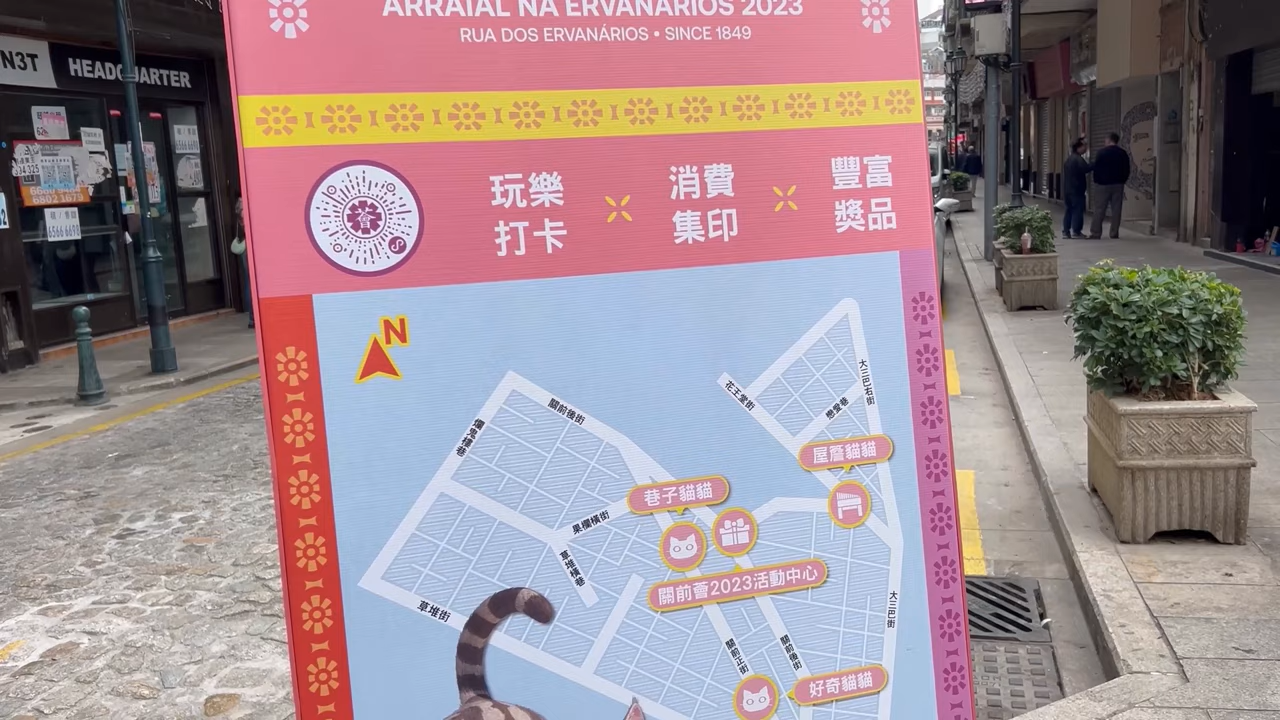 ARRAIAL NA ERVANÁRIOS 2023
RUA DOS ERVANÁRIOS • SINCE 1849
N3T
HEADQUARTER
玩樂
打卡
消費
集印
豐富
獎品
N
關前後街
爛鬼樓巷
花王堂街
大三巴右街
戀愛巷
屋簷貓貓
巷子貓貓
果欄橫街
草堆橫巷
關前薈2023活動中心
草堆街
大三巴街
關前正街
關前後街
好奇貓貓
6566 6698